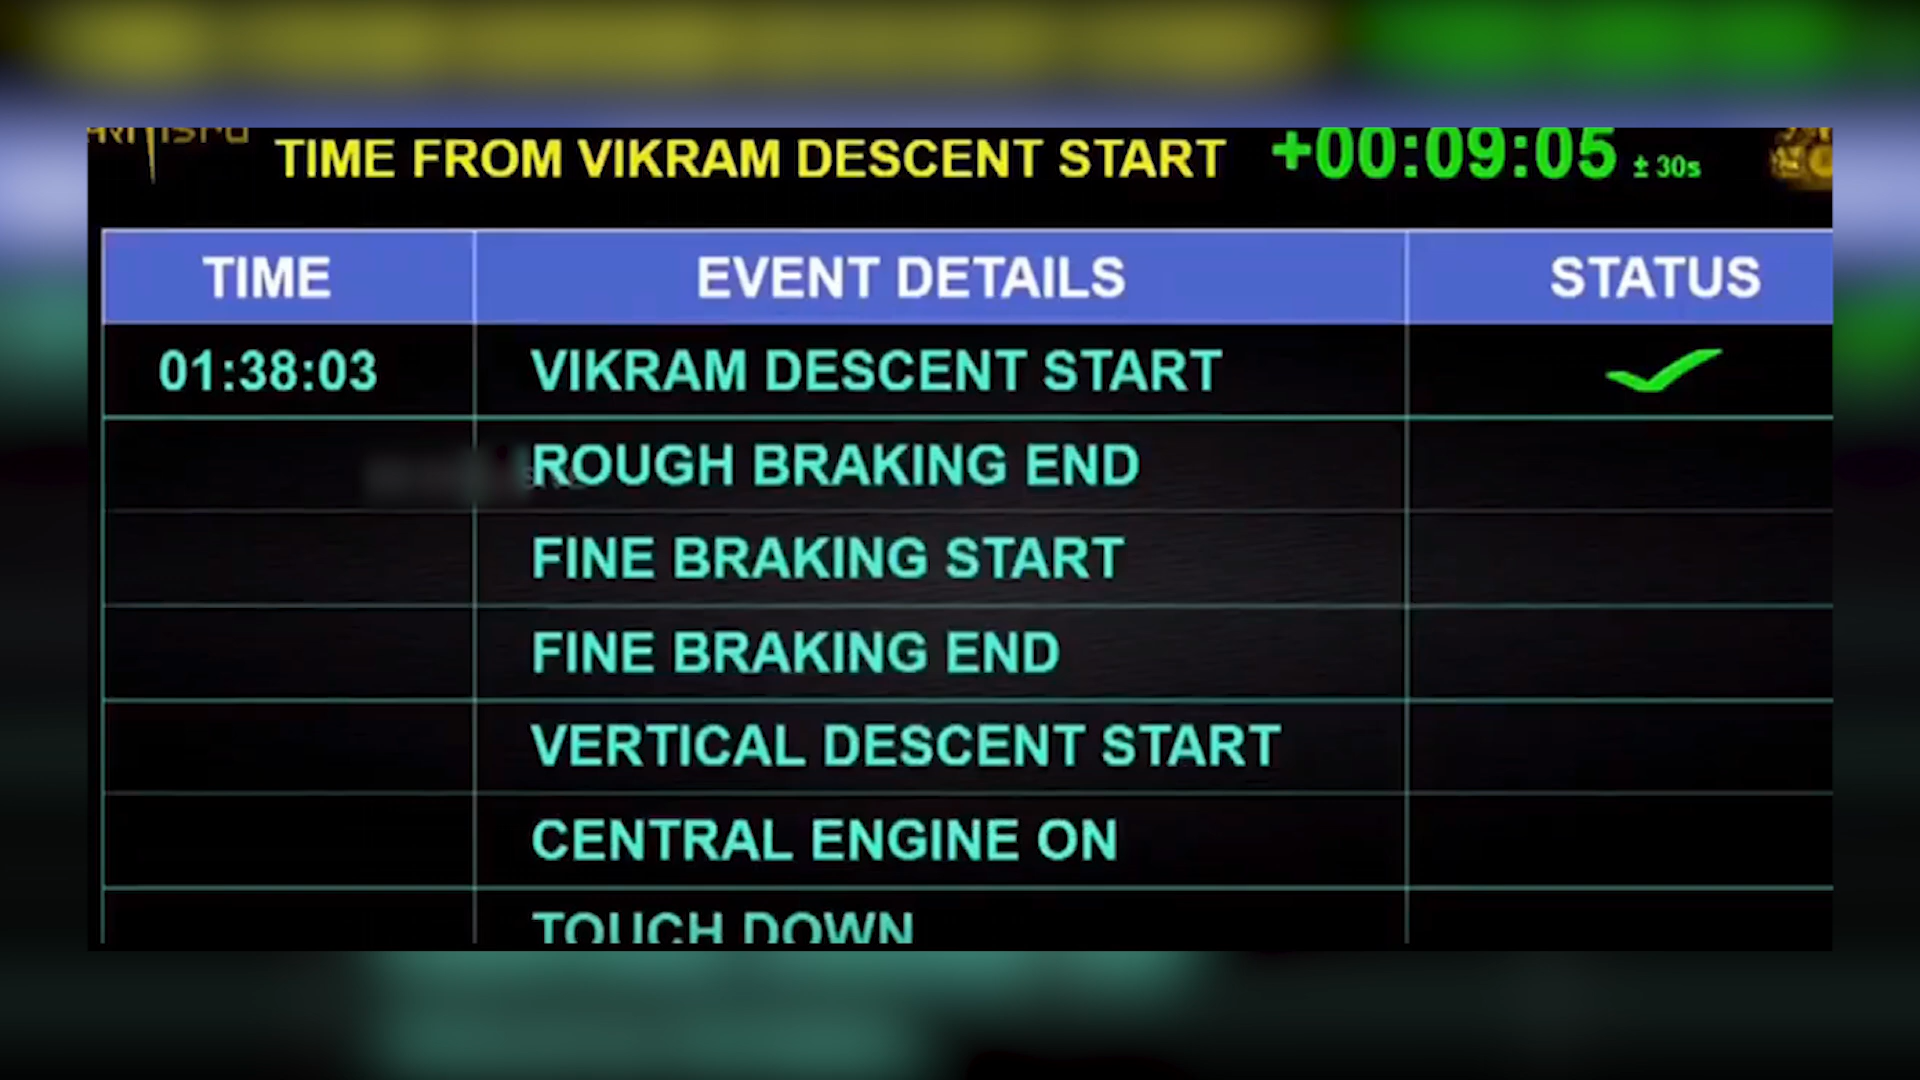 TIME FROM VIKRAM DESCENT START +00:09:05 ± 30s
TIME EVENT DETAILS STATUS
01:38:03 VIKRAM DESCENT START
ROUGH BRAKING END
FINE BRAKING START
FINE BRAKING END
VERTICAL DESCENT START
CENTRAL ENGINE ON
TOUCH DOWN